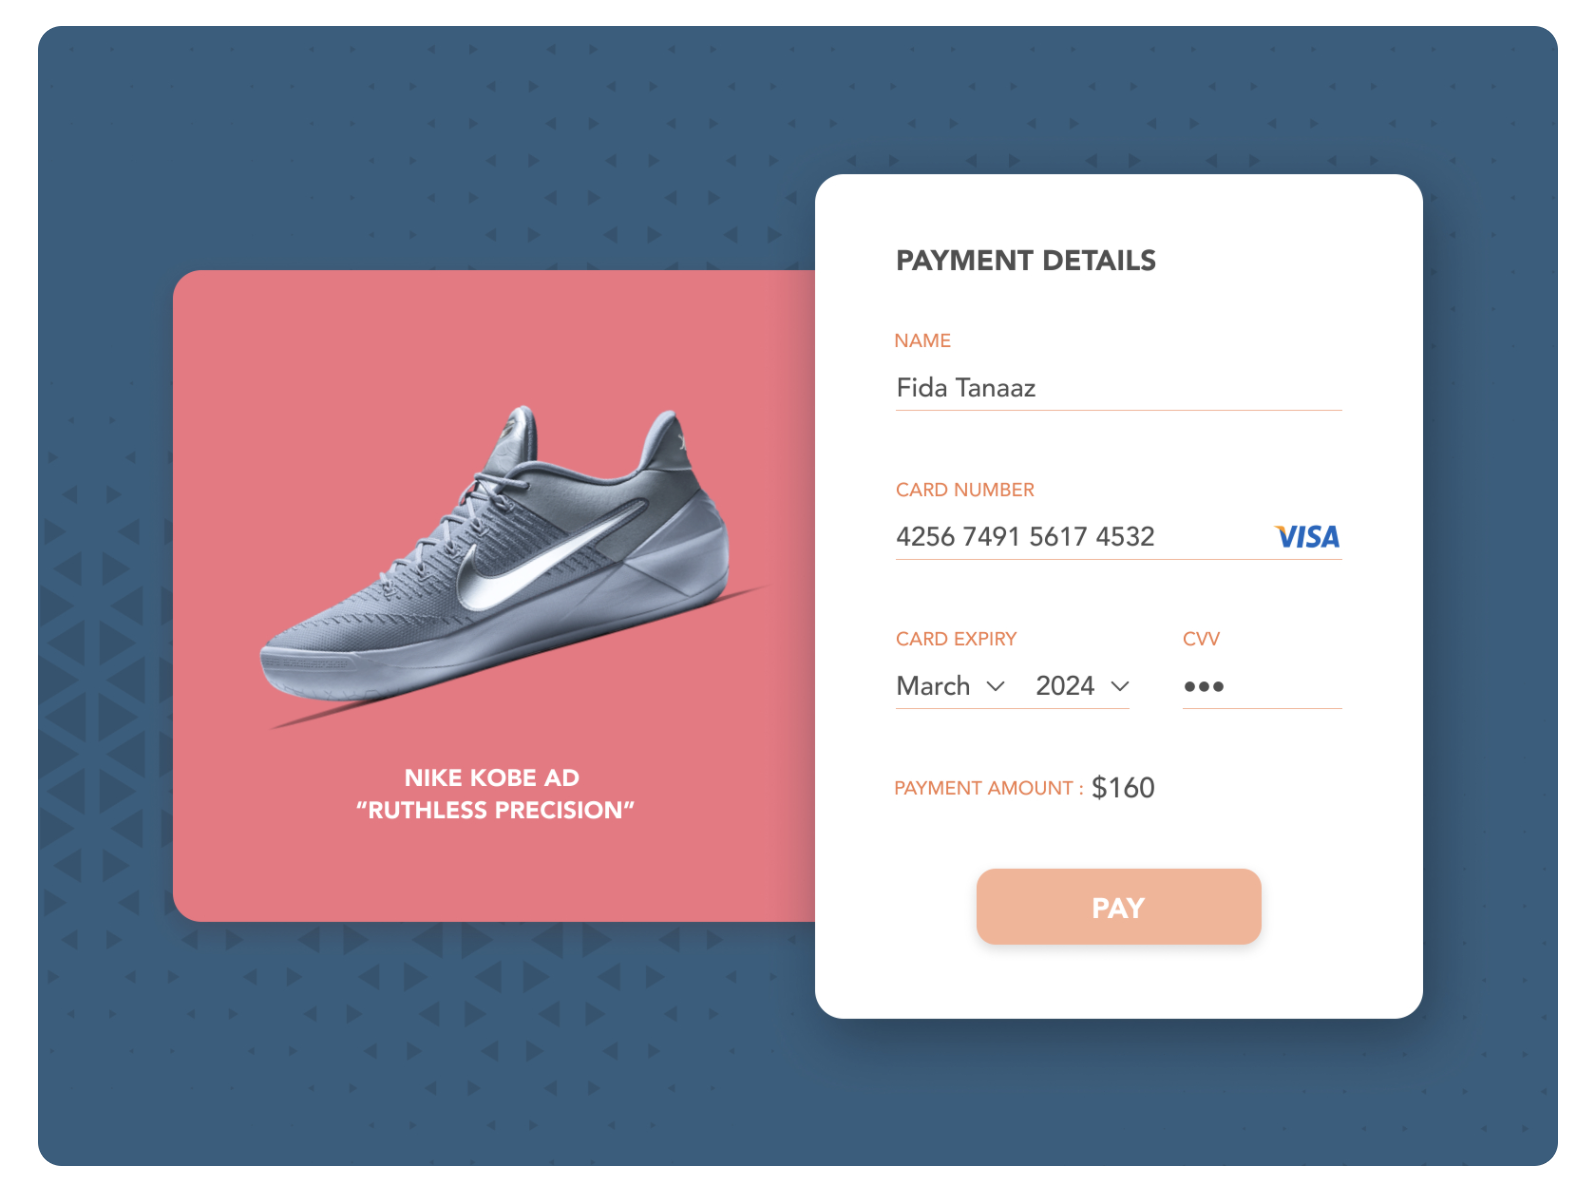 NIKE KOBE AD
“RUTHLESS PRECISION”
PAYMENT DETAILS
NAME
Fida Tanaaz
CARD NUMBER
4256 7491 5617 4532 VISA
CARD EXPIRY CVV
March 2024 •••
PAYMENT AMOUNT : $160
PAY